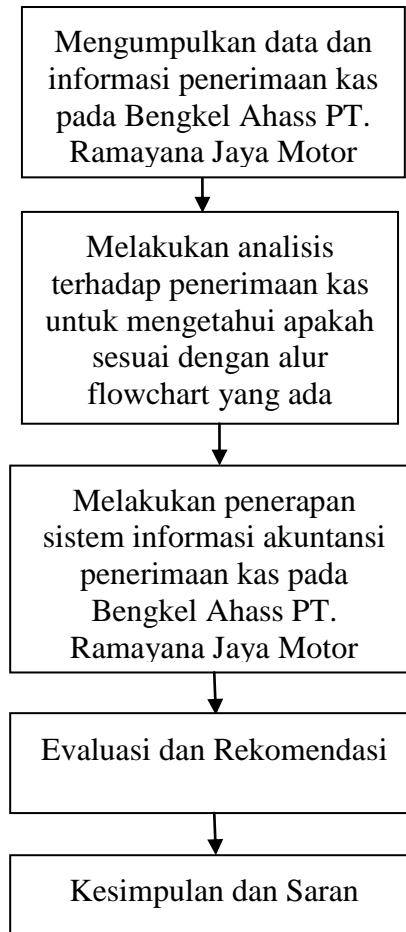 Mengumpulkan data dan
informasi penerimaan kas
pada Bengkel Ahass PT.
Ramayana Jaya Motor
Melakukan analisis
terhadap penerimaan kas
untuk mengetahui apakah
sesuai dengan alur
flowchart yang ada
Melakukan penerapan
sistem informasi akuntansi
penerimaan kas pada
Bengkel Ahass PT.
Ramayana Jaya Motor
Evaluasi dan Rekomendasi
Kesimpulan dan Saran